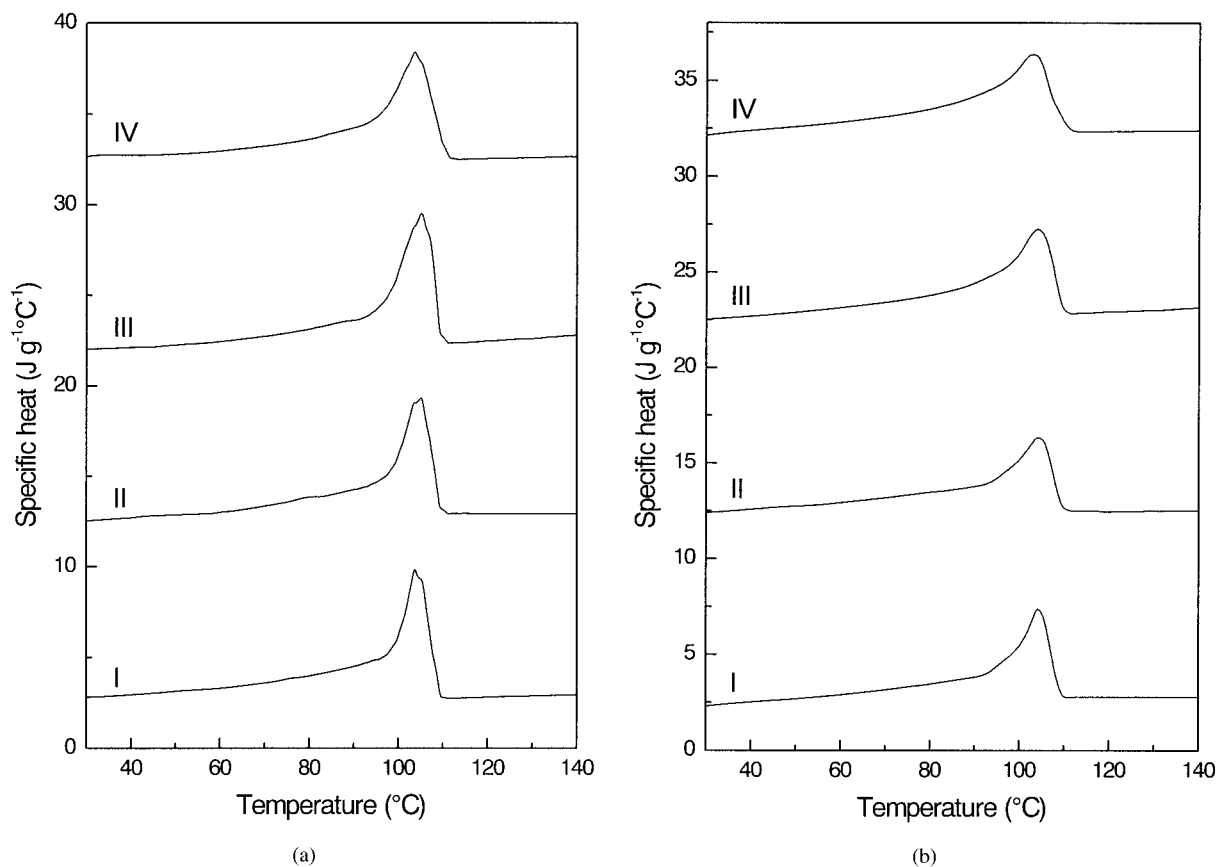 40
30
20
10
0
Specific heat (J g⁻¹°C⁻¹)
IV
III
II
I
40 60 80 100 120 140
Temperature (°C)
(a)
35
30
25
20
15
10
5
0
Specific heat (J g⁻¹°C⁻¹)
IV
III
II
I
40 60 80 100 120 140
Temperature (°C)
(b)